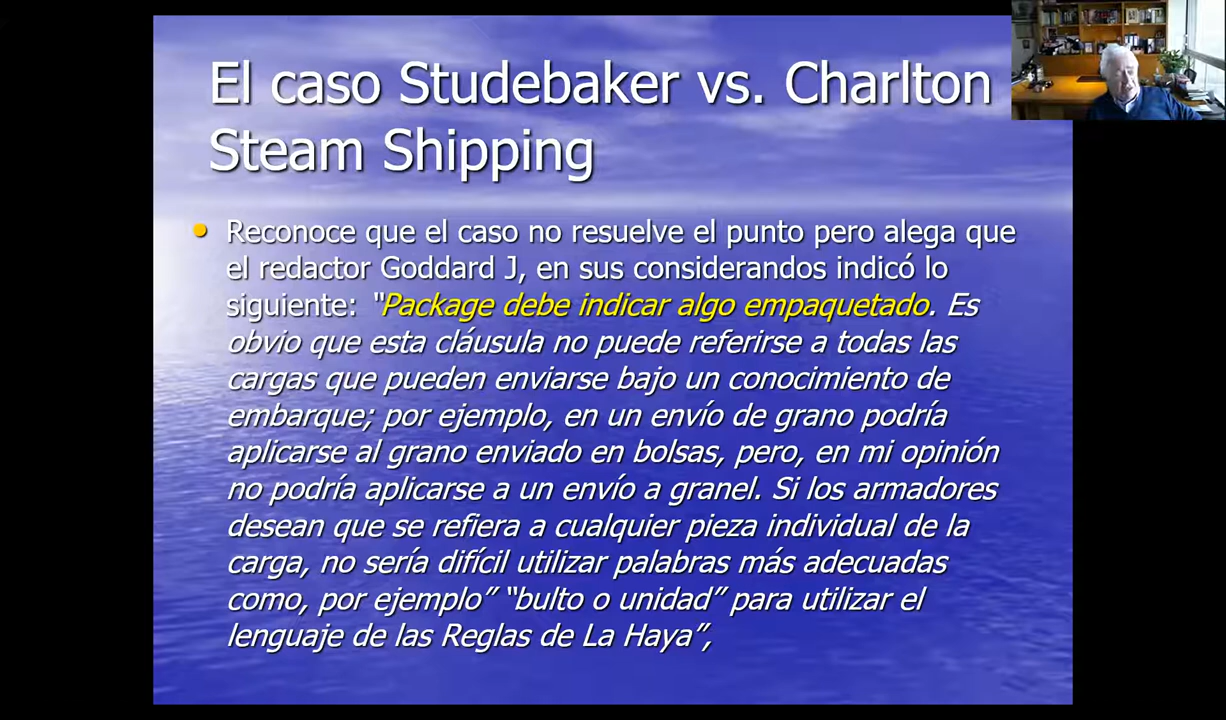 El caso Studebaker vs. Charlton
Steam Shipping
• Reconoce que el caso no resuelve el punto pero alega que
el redactor Goddard J, en sus considerandos indicó lo
siguiente: “Package debe indicar algo empaquetado. Es
obvio que esta cláusula no puede referirse a todas las
cargas que pueden enviarse bajo un conocimiento de
embarque; por ejemplo, en un envío de grano podría
aplicarse al grano enviado en bolsas, pero, en mi opinión
no podría aplicarse a un envío a granel. Si los armadores
desean que se refiera a cualquier pieza individual de la
carga, no sería difícil utilizar palabras más adecuadas
como, por ejemplo” “bulto o unidad” para utilizar el
lenguaje de las Reglas de La Haya”,